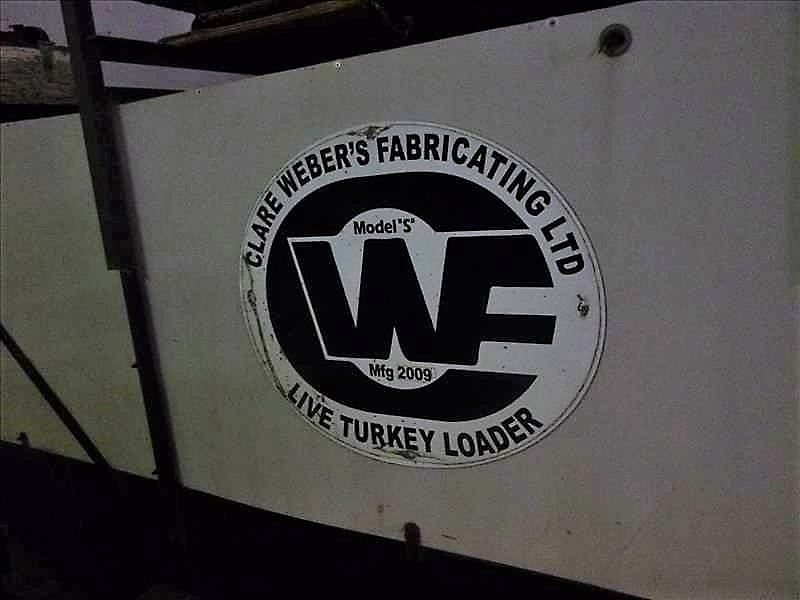 CLARE WEBER'S FABRICATING LTD
Model "S"
WF
Mfg 2009
LIVE TURKEY LOADER